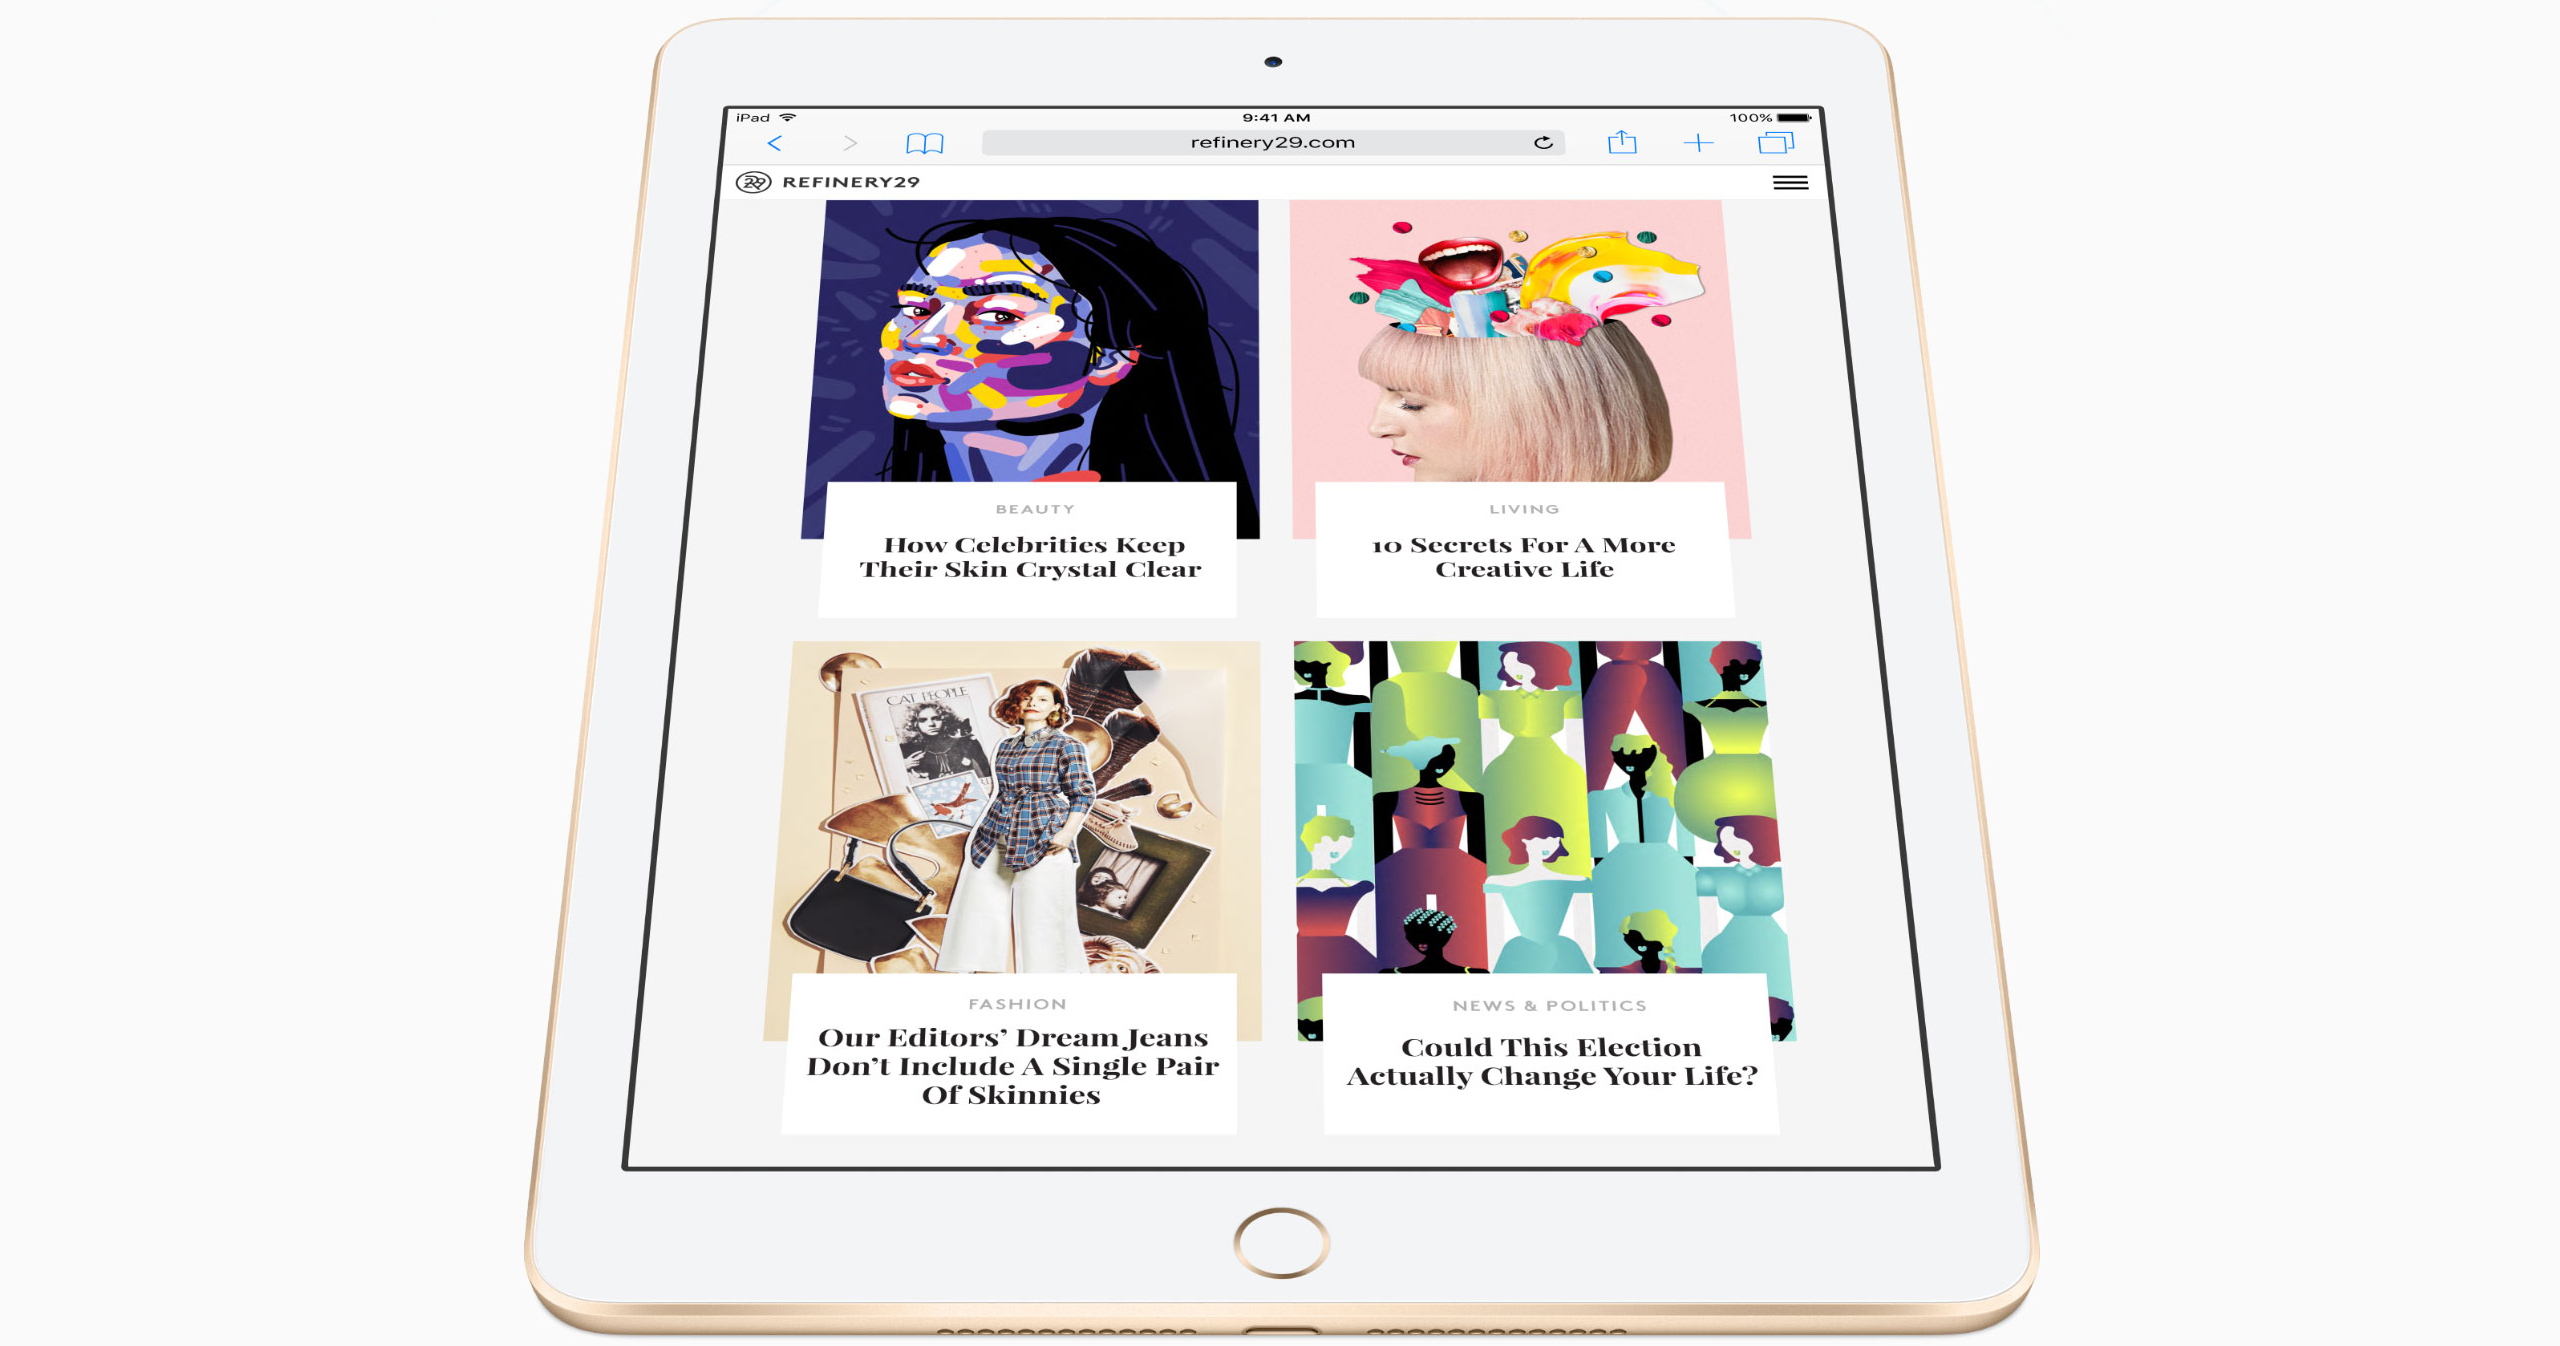 iPad
9:41 AM
100%
refinery29.com
29 REFINERY29
BEAUTY
How Celebrities Keep
Their Skin Crystal Clear
LIVING
10 Secrets For A More
Creative Life
CAT PEOPLE
FASHION
Our Editors’ Dream Jeans
Don’t Include A Single Pair
Of Skinnies
NEWS & POLITICS
Could This Election
Actually Change Your Life?